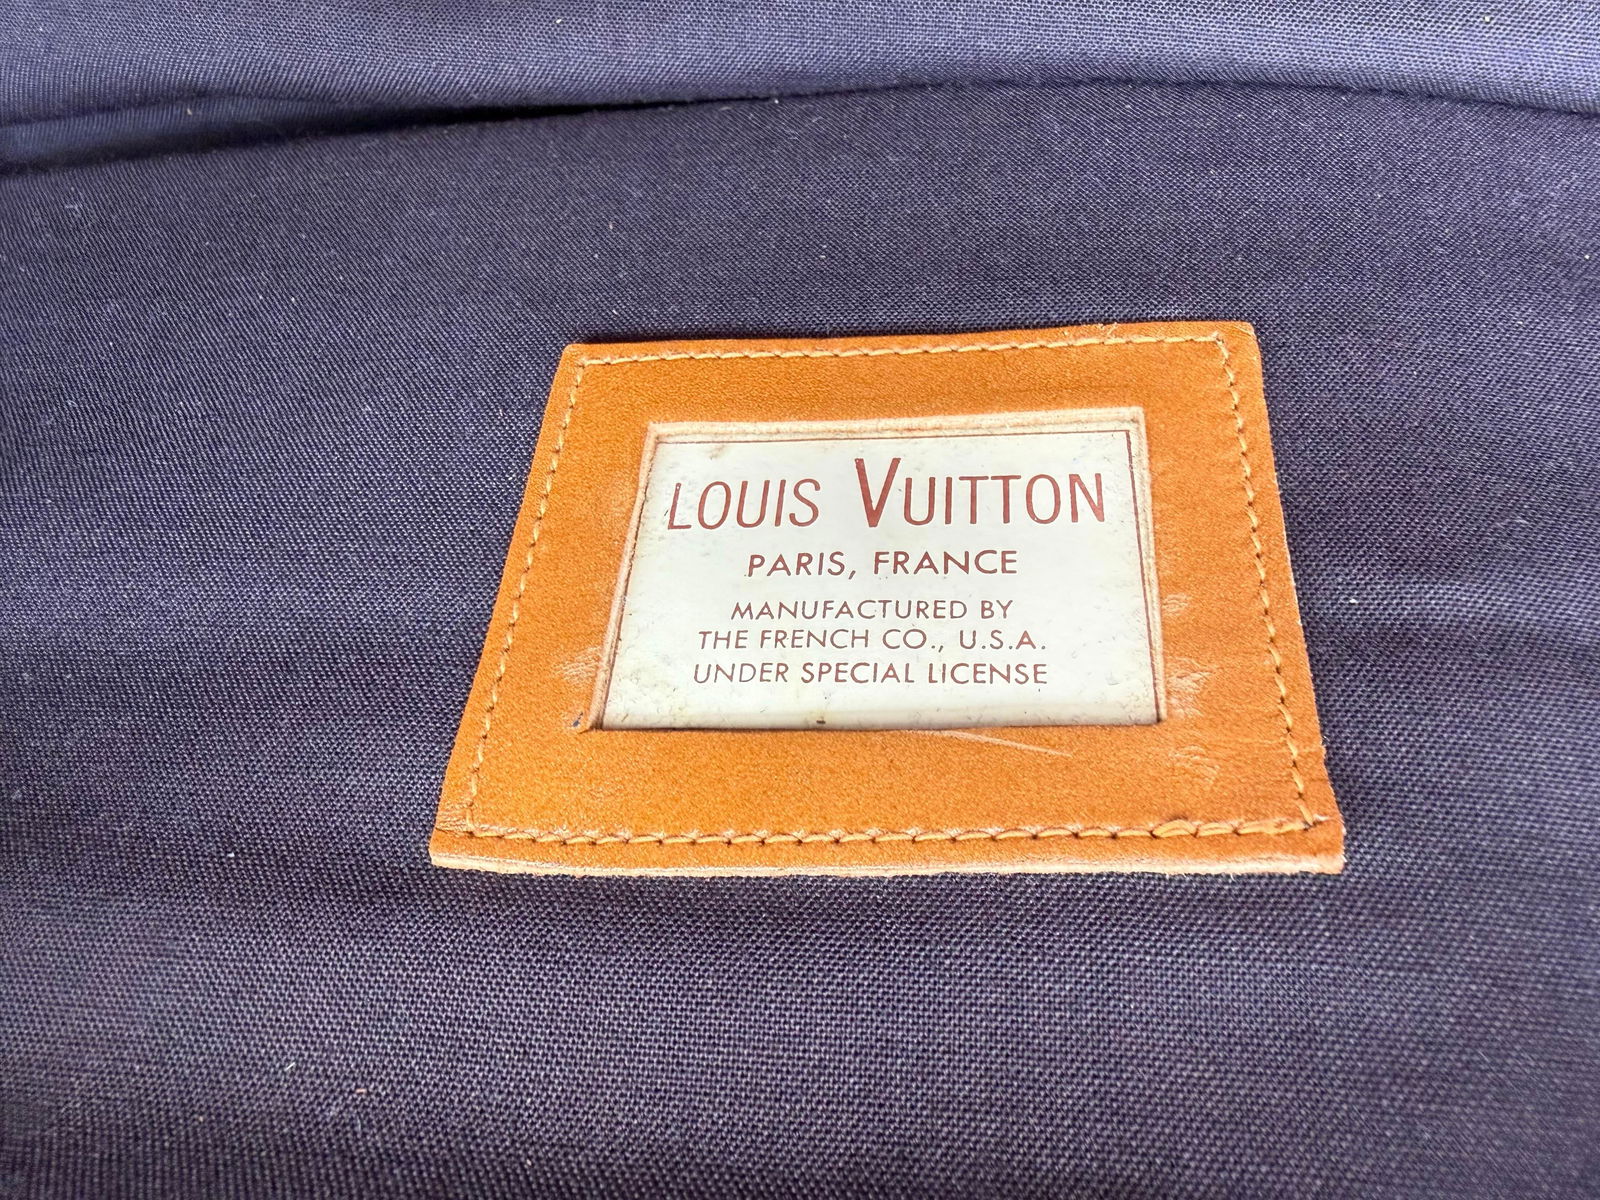 LOUIS VUITTON
PARIS, FRANCE
MANUFACTURED BY
THE FRENCH CO., U.S.A.
UNDER SPECIAL LICENSE